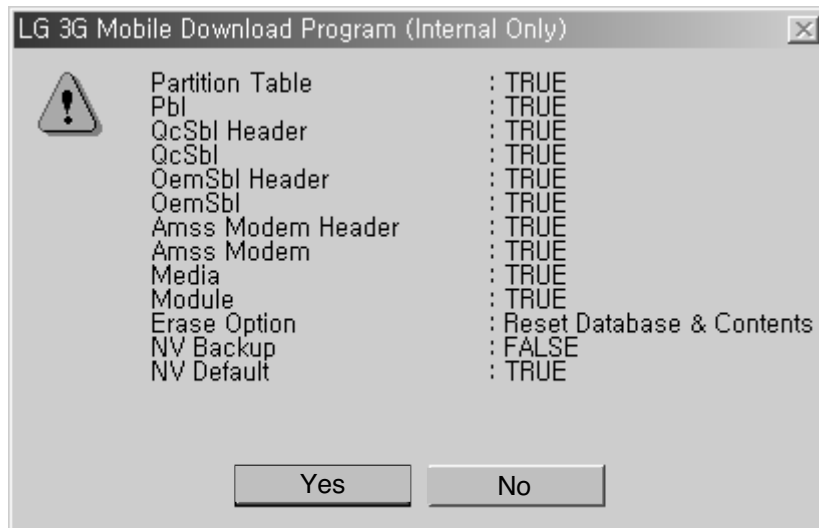 LG 3G Mobile Download Program (Internal Only)
Partition Table : TRUE
Pbl : TRUE
QcSbl Header : TRUE
QcSbl : TRUE
OemSbl Header : TRUE
OemSbl : TRUE
Amss Modem Header : TRUE
Amss Modem : TRUE
Media : TRUE
Module : TRUE
Erase Option : Reset Database & Contents
NV Backup : FALSE
NV Default : TRUE
Yes No